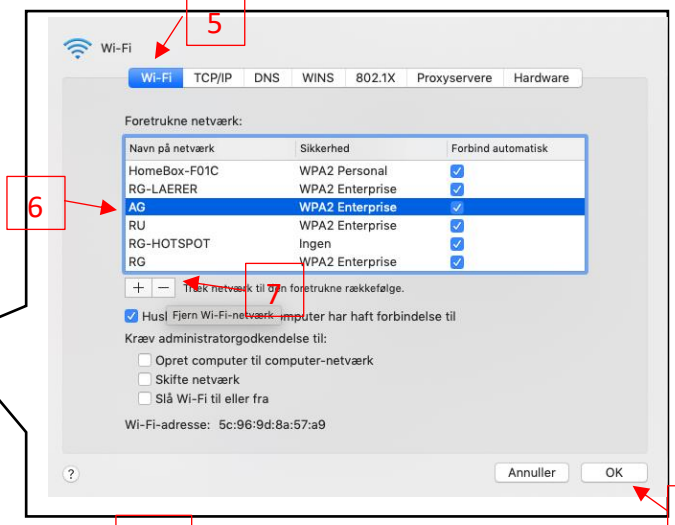 5
Wi-Fi
Wi-Fi TCP/IP DNS WINS 802.1X Proxyservere Hardware
Foretrukne netværk:
Navn på netværk Sikkerhed Forbind automatisk
HomeBox-F01C WPA2 Personal
RG-LAERER WPA2 Enterprise
6
AG WPA2 Enterprise
RU WPA2 Enterprise
RG-HOTSPOT Ingen
RG WPA2 Enterprise
+ − Træk netværk til den foretrukne rækkefølge.
7
Husk Fjern Wi-Fi-netværk computer har haft forbindelse til
Kræv administratorgodkendelse til:
Opret computer til computer-netværk
Skifte netværk
Slå Wi-Fi til eller fra
Wi-Fi-adresse: 5c:96:9d:8a:57:a9
? Annuller OK